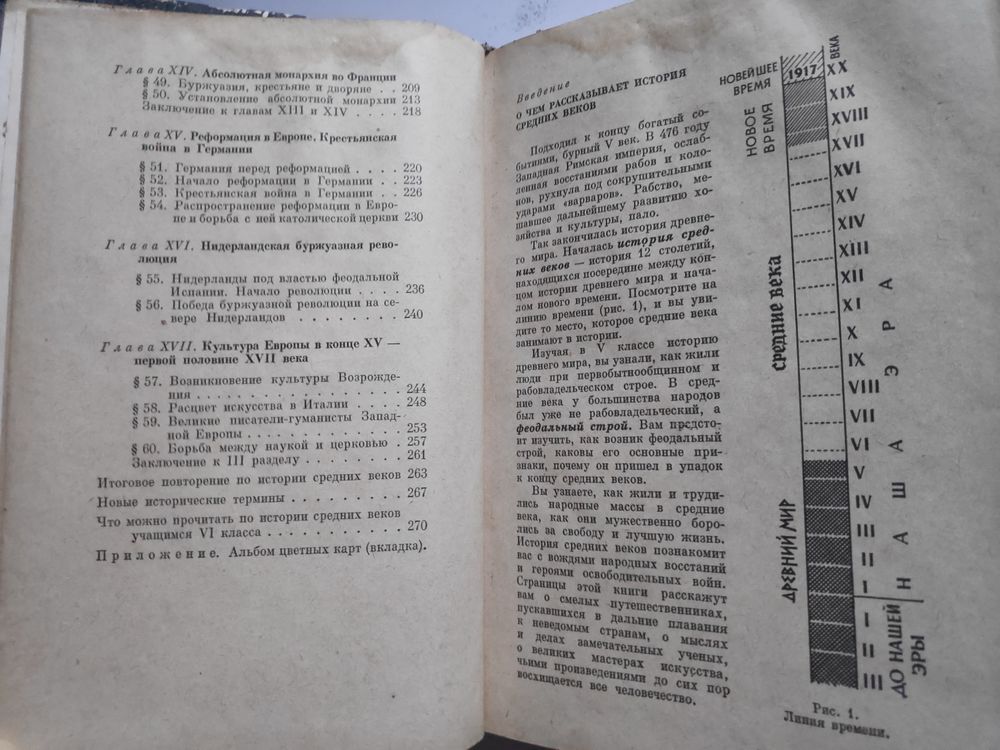 Глава XIV. Абсолютная монархия во Франции
§ 49. Буржуазия, крестьяне и дворяне . . 209
§ 50. Установление абсолютной монархии 213
Заключение к главам XIII и XIV . . . . 218
Глава XV. Реформация в Европе. Крестьянская
война в Германии
§ 51. Германия перед реформацией . . . . 220
§ 52. Начало реформации в Германии . . 223
§ 53. Крестьянская война в Германии . . 226
§ 54. Распространение реформации в Евро-
пе и борьба с ней католической церкви 230
Глава XVI. Нидерландская буржуазная рево-
люция
§ 55. Нидерланды под властью феодальной
Испании. Начало революции . . . . 236
§ 56. Победа буржуазной революции на се-
вере Нидерландов . . . . . . . . 240
Глава XVII. Культура Европы в конце XV —
первой половине XVII века
§ 57. Возникновение культуры Возрожде-
ния . . . . . . . . . . . . . . . . 244
§ 58. Расцвет искусства в Италии . . . . 248
§ 59. Великие писатели-гуманисты Запад-
ной Европы . . . . . . . . . . . . 253
§ 60. Борьба между наукой и церковью . . 257
Заключение к III разделу . . . . . . . . 261
Итоговое повторение по истории средних веков 263
Новые исторические термины . . . . . . . . 267
Что можно прочитать по истории средних веков
учащимся VI класса . . . . . . . . . . . 270
Приложение. Альбом цветных карт (вкладка).
Введение
О ЧЕМ РАССКАЗЫВАЕТ ИСТОРИЯ
СРЕДНИХ ВЕКОВ
Подходил к концу богатый со-
бытиями, бурный V век. В 476 году
Западная Римская империя, ослаб-
ленная восстаниями рабов и коло-
нов, рухнула под сокрушительными
ударами «варваров». Рабство, ме-
шавшее дальнейшему развитию хо-
зяйства и культуры, пало.
Так закончилась история древне-
го мира. Началась история сред-
них веков — история 12 столетий,
находящихся посередине между кон-
цом истории древнего мира и нача-
лом нового времени. Посмотрите на
линию времени (рис. 1), и вы уви-
дите то место, которое средние века
занимают в истории.
Изучая в V классе историю
древнего мира, вы узнали, как жили
люди при первобытнообщинном и
рабовладельческом строе. В сред-
ние века у большинства народов
был уже не рабовладельческий, а
феодальный строй. Вам предсто-
ит изучить, как возник феодальный
строй, каковы его основные при-
знаки, почему он пришел в упадок
к концу средних веков.
Вы узнаете, как жили и труди-
лись народные массы в средние
века, как они мужественно боро-
лись за свободу и лучшую жизнь.
История средних веков познакомит
вас с вождями народных восстаний
и героями освободительных войн.
Страницы этой книги расскажут
вам о смелых путешественниках,
пускавшихся в дальние плавания
к неведомым странам, о мыслях
и делах замечательных ученых,
о великих мастерах искусства,
чьими произведениями до сих пор
восхищается все человечество.
ВЕКА
НОВЕЙШЕЕ
ВРЕМЯ
1917
XX
НОВОЕ
ВРЕМЯ
XIX
XVIII
XVII
XVI
XV
XIV
XIII
XII
XI
X
IX
VIII
VII
VI
V
IV
III
II
I
I
II
III
средние века
ДРЕВНИЙ МИР
НАША ЭРА
ДО НАШЕЙ
ЭРЫ
Рис. 1.
Линия времени.